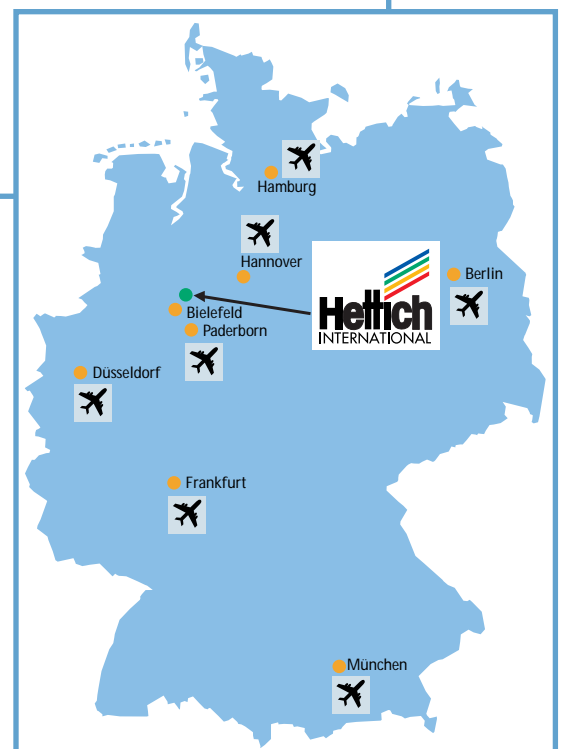 Hamburg
Hannover
Berlin
Hettich
INTERNATIONAL
Bielefeld
Paderborn
Düsseldorf
Frankfurt
München